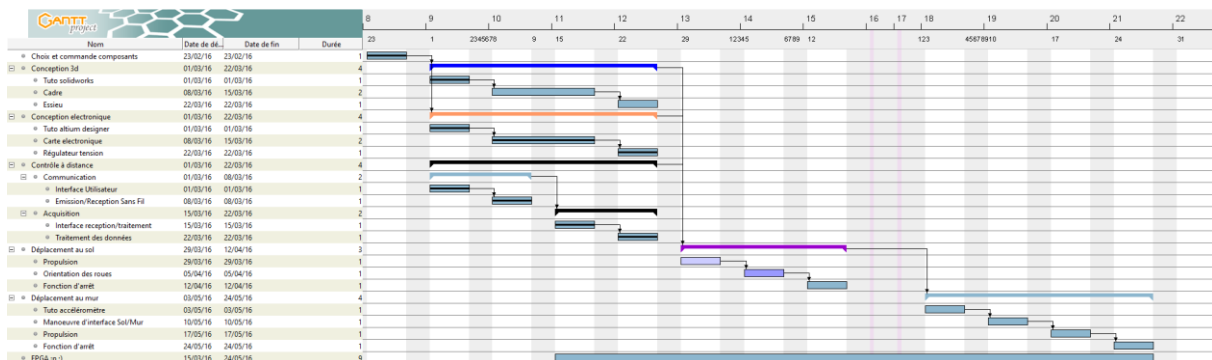 GANTT
project
8 9 10 11 12 13 14 15 16 17 18 19 20 21 22
Nom Date de dé... Date de fin Durée 23 1 2345678 9 15 22 29 12345 6789 12 123 45678910 17 24 31
Choix et commande composants 23/02/16 23/02/16 1
Conception 3d 01/03/16 22/03/16 4
Tuto solidworks 01/03/16 01/03/16 1
Cadre 08/03/16 15/03/16 2
Essieu 22/03/16 22/03/16 1
Conception electronique 01/03/16 22/03/16 4
Tuto altium designer 01/03/16 01/03/16 1
Carte electronique 08/03/16 15/03/16 2
Régulateur tension 22/03/16 22/03/16 1
Contrôle à distance 01/03/16 22/03/16 4
Communication 01/03/16 08/03/16 2
Interface Utilisateur 01/03/16 01/03/16 1
Emission/Reception Sans Fil 08/03/16 08/03/16 1
Acquisition 15/03/16 22/03/16 2
Interface reception/traitement 15/03/16 15/03/16 1
Traitement des données 22/03/16 22/03/16 1
Déplacement au sol 29/03/16 12/04/16 3
Propulsion 29/03/16 29/03/16 1
Orientation des roues 05/04/16 05/04/16 1
Fonction d'arrêt 12/04/16 12/04/16 1
Déplacement au mur 03/05/16 24/05/16 4
Tuto accéléromètre 03/05/16 03/05/16 1
Manoeuvre d'interface Sol/Mur 10/05/16 10/05/16 1
Propulsion 17/05/16 17/05/16 1
Fonction d'arrêt 24/05/16 24/05/16 1
FPGA :n :) 15/03/16 24/05/16 9